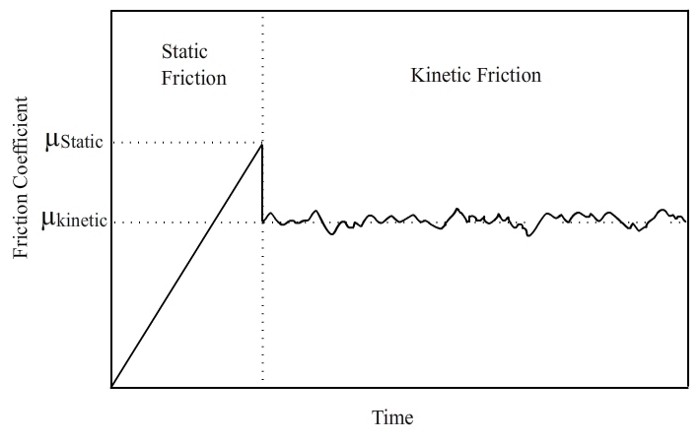 Static
Friction
Kinetic Friction
μStatic
μkinetic
Friction Coefficient
Time